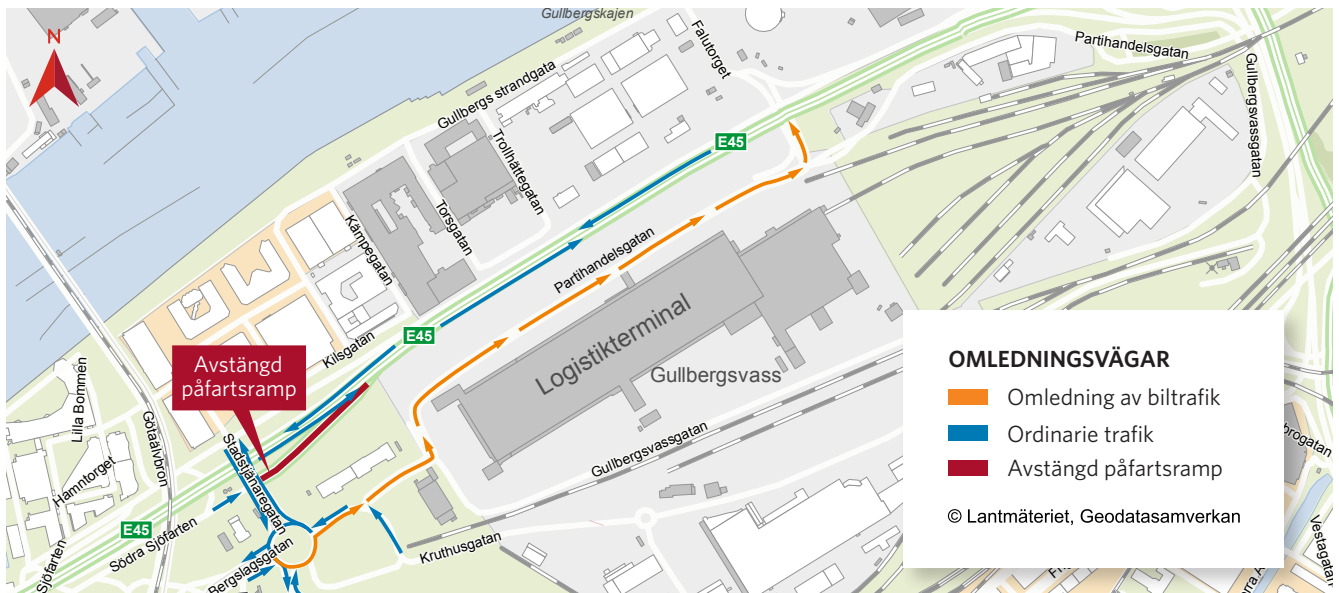 N
Gullbergskajen
Falutorget
Partihandelsgatan
Gullbergsvassgatan
Gullbergs strandgata
Trollhättegatan
Torsgatan
Kämpegatan
E45
Partihandelsgatan
E45
Kilsgatan
Logistikterminal
Gullbergsvass
Avstängd
påfartsramp
Lilla Bommen
Götaälvbron
Hamntorget
Stadstjänaregatan
Gullbergsvassgatan
E45
Södra Sjöfarten
Sjöfarten
Bergslagsgatan
Kruthusgatan
OMLEDNINGSVÄGAR
Omledning av biltrafik
Ordinarie trafik
Avstängd påfartsramp
© Lantmäteriet, Geodatasamverkan
Vestagatan